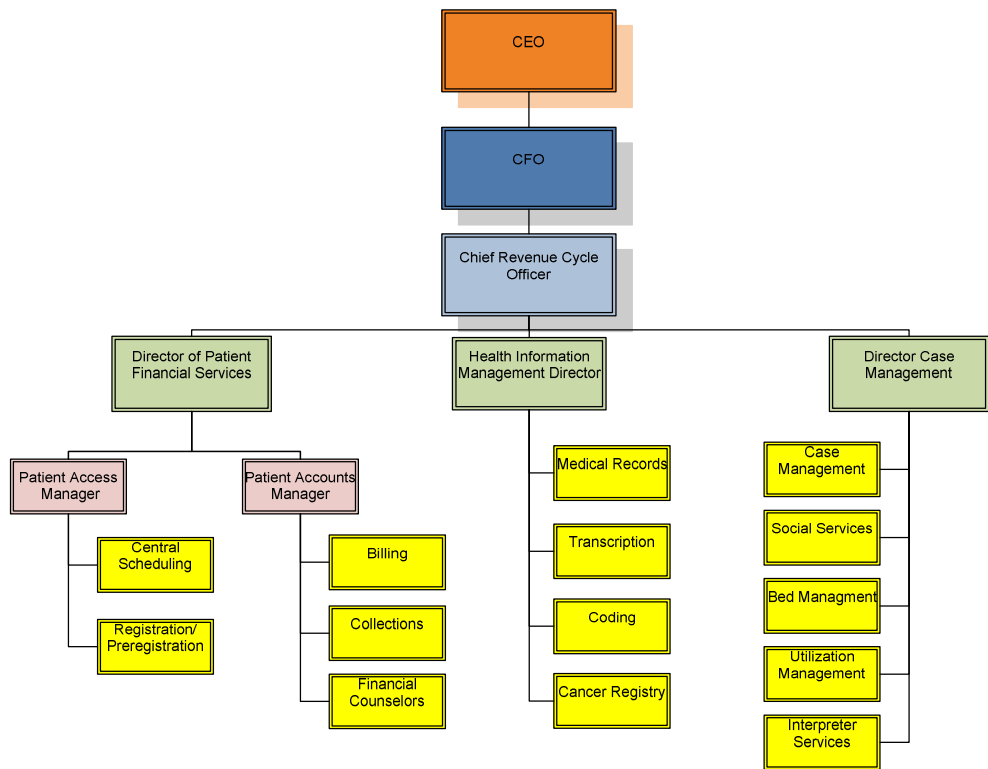 CEO
CFO
Chief Revenue Cycle
Officer
Director of Patient
Financial Services
Health Information
Management Director
Director Case
Management
Patient Access
Manager
Patient Accounts
Manager
Central
Scheduling
Registration/
Preregistration
Billing
Collections
Financial
Counselors
Medical Records
Transcription
Coding
Cancer Registry
Case
Management
Social Services
Bed Managment
Utilization
Management
Interpreter
Services